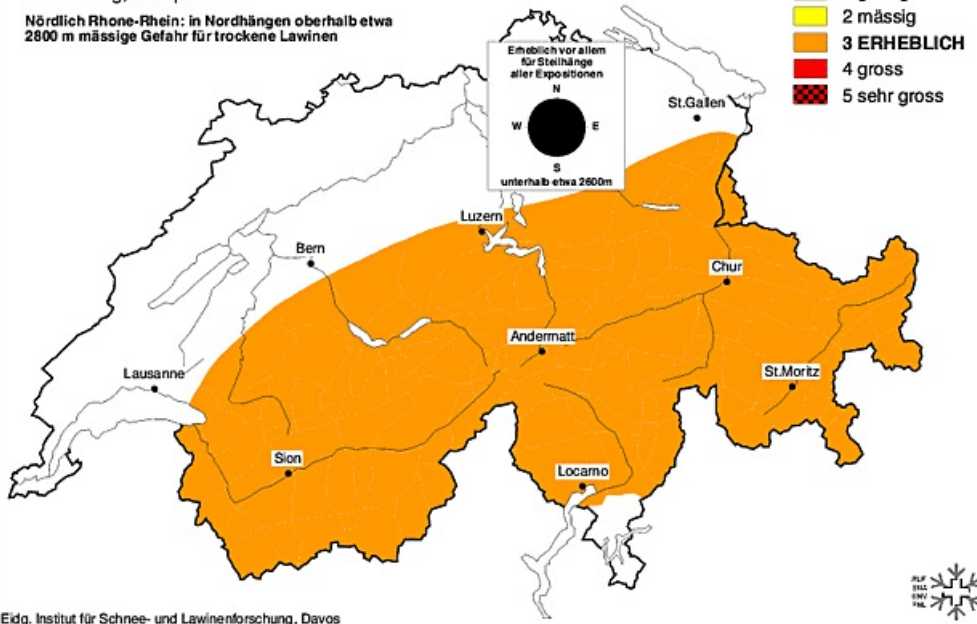 Nördlich Rhone-Rhein: in Nordhängen oberhalb etwa
2800 m mässige Gefahr für trockene Lawinen
2 mässig
3 ERHEBLICH
4 gross
5 sehr gross
Erheblich vor allem
für Steilhänge
aller Expositionen
N
W E
S
unterhalb etwa 2600m
St.Gallen
Luzern
Bern
Chur
Andermatt
Lausanne
St.Moritz
Sion
Locarno
SLF
Eidg. Institut für Schnee- und Lawinenforschung, Davos